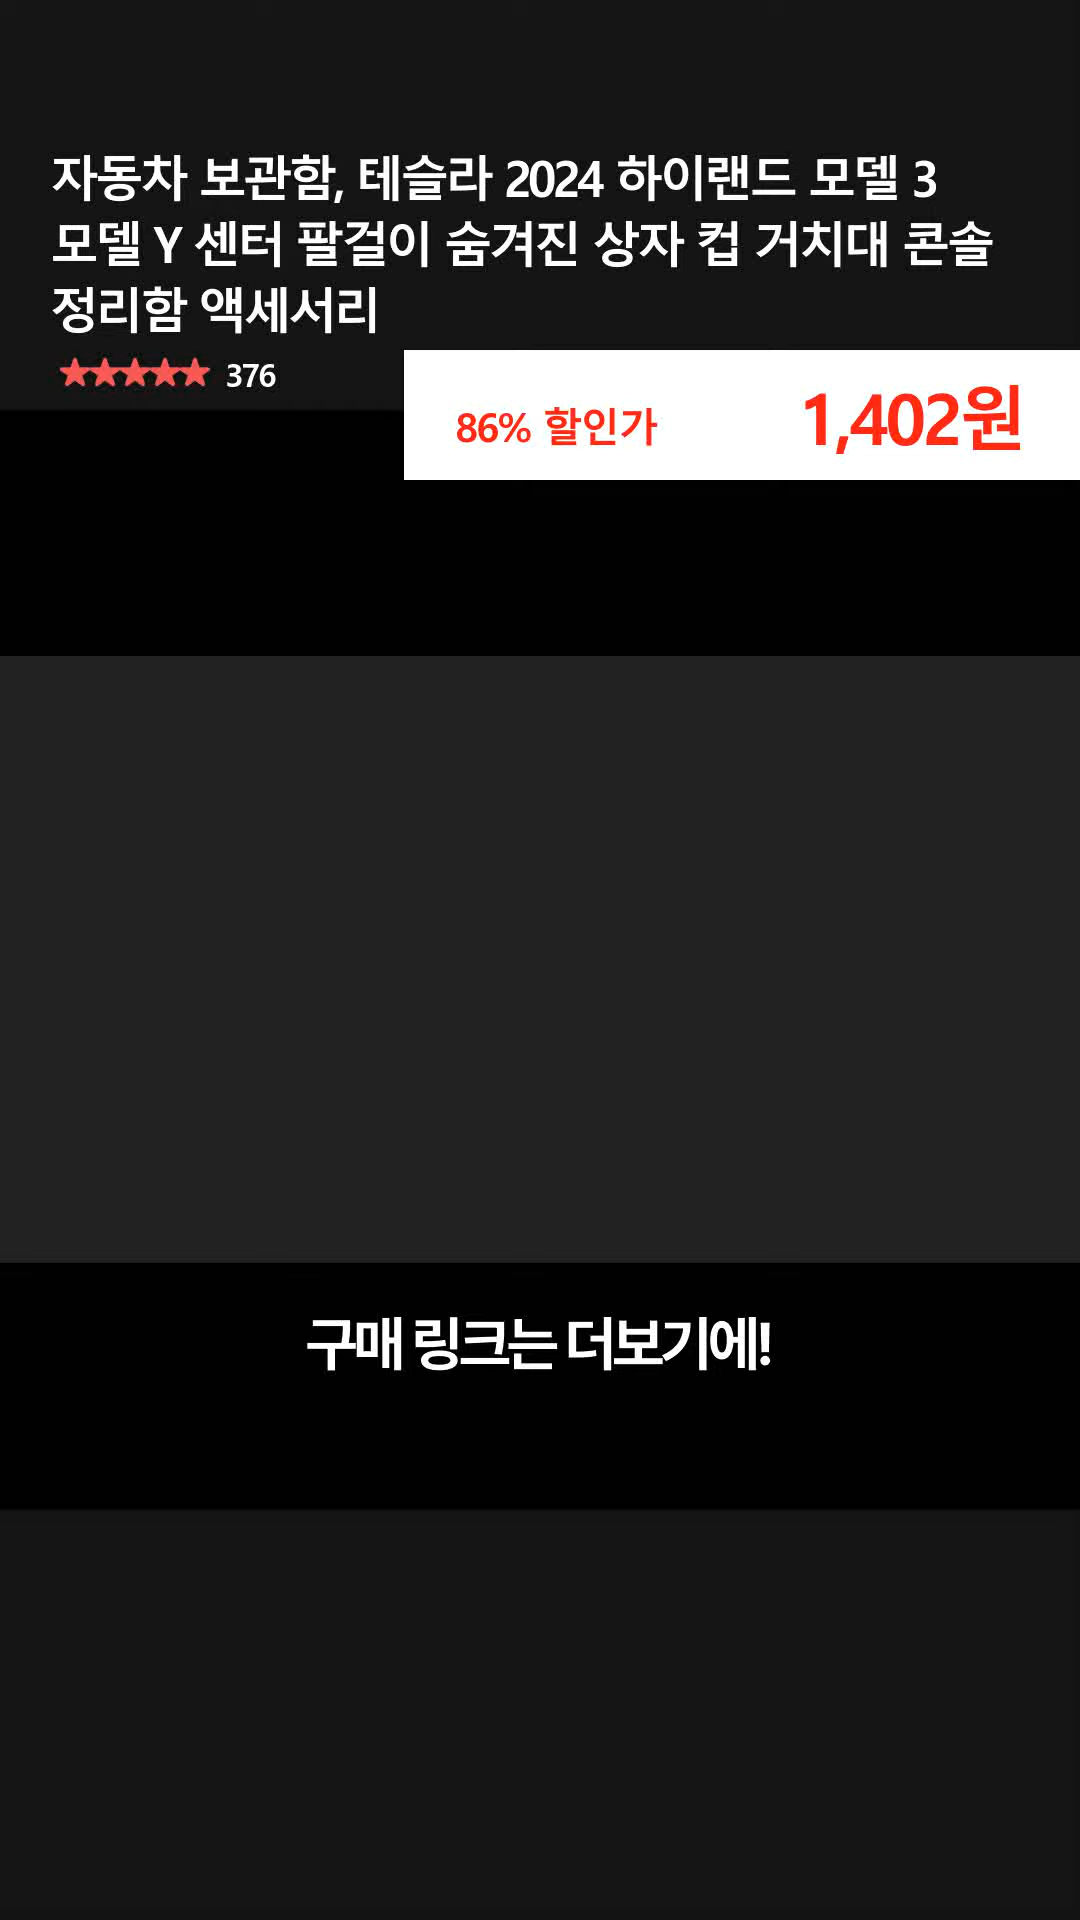 자동차 보관함, 테슬라 2024 하이랜드 모델 3
모델 Y 센터 팔걸이 숨겨진 상자 컵 거치대 콘솔
정리함 액세서리
★★★★★ 376
86% 할인가 1,402원
구매 링크는 더보기에!